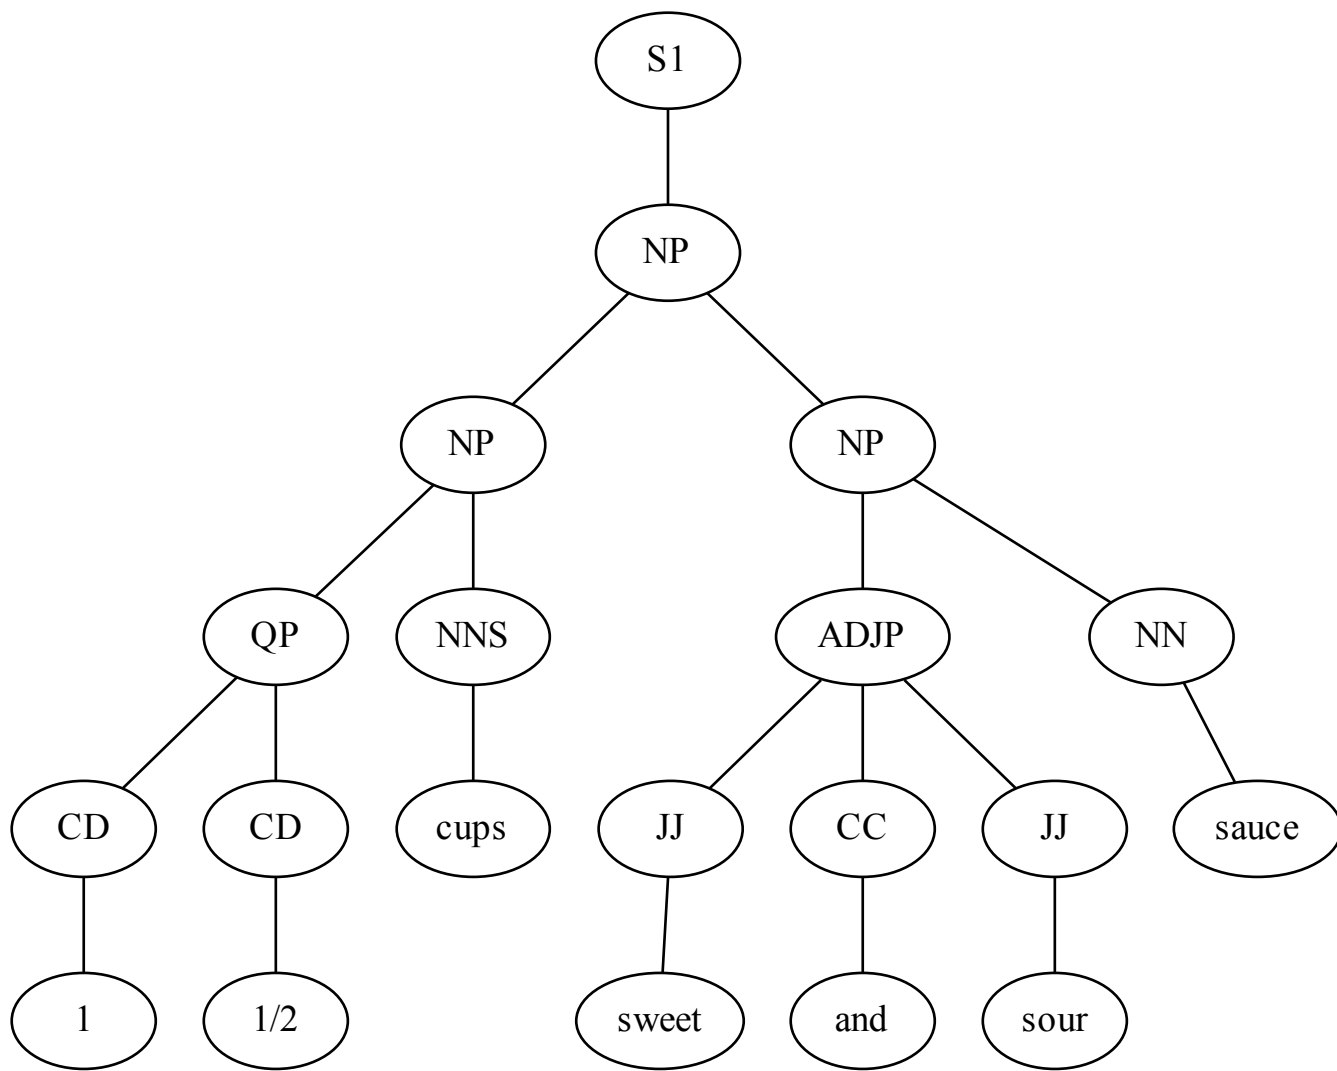 S1
NP
NP NP
QP NNS ADJP NN
CD CD cups JJ CC JJ sauce
1 1/2 sweet and sour